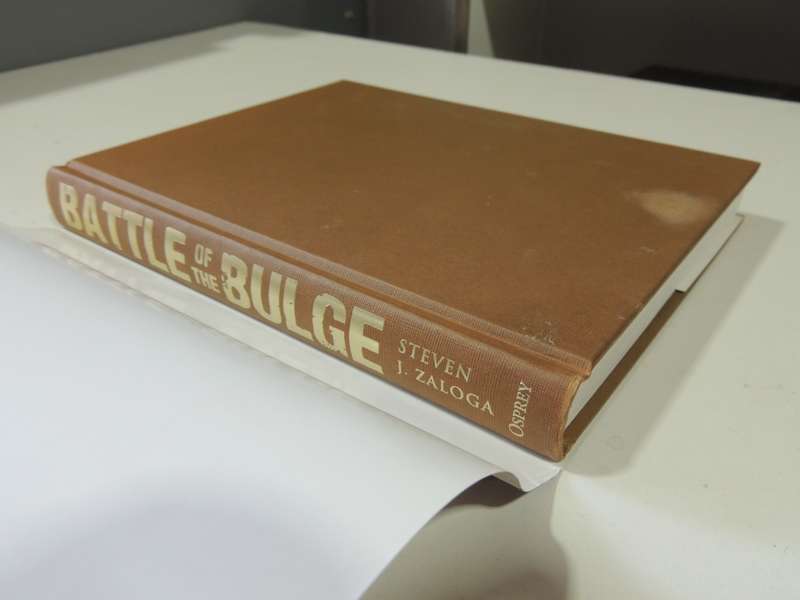 BATTLE
OF
THE
BULGE
STEVEN
J. ZALOGA
OSPREY